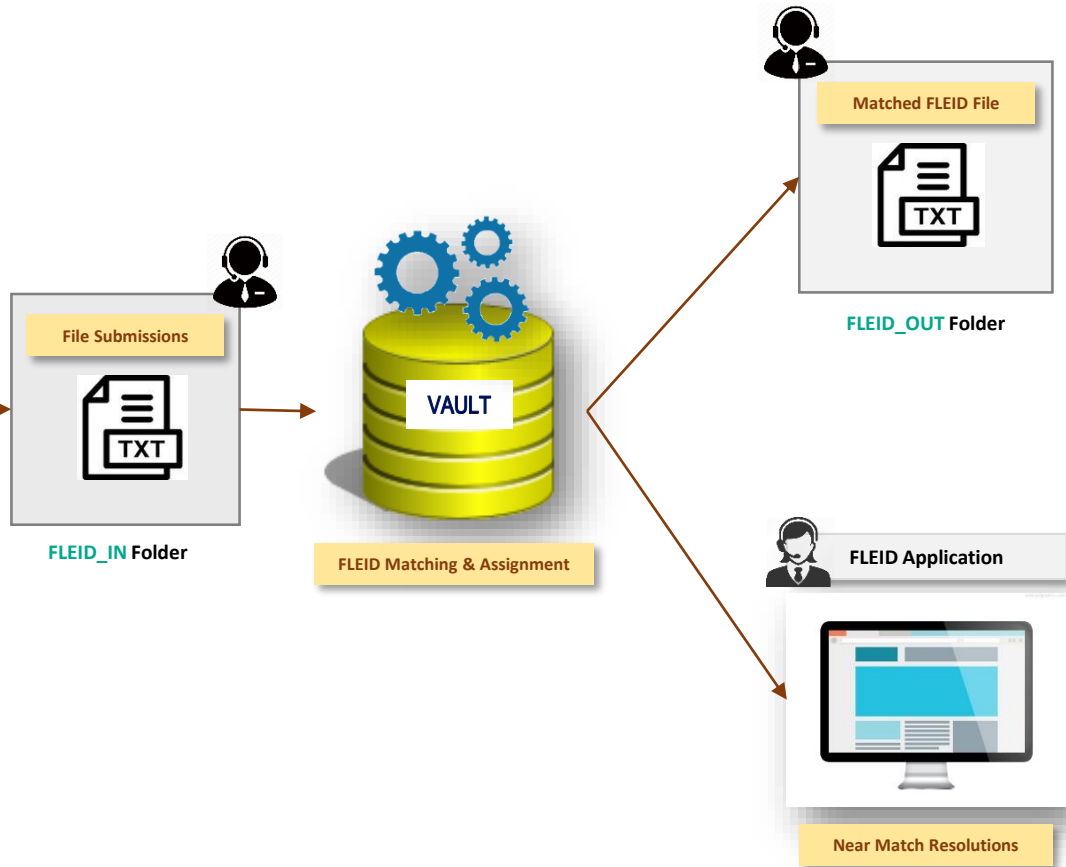 Matched FLEID File
TXT
FLEID_OUT Folder
File Submissions
TXT
FLEID_IN Folder
VAULT
FLEID Matching & Assignment
FLEID Application
Near Match Resolutions